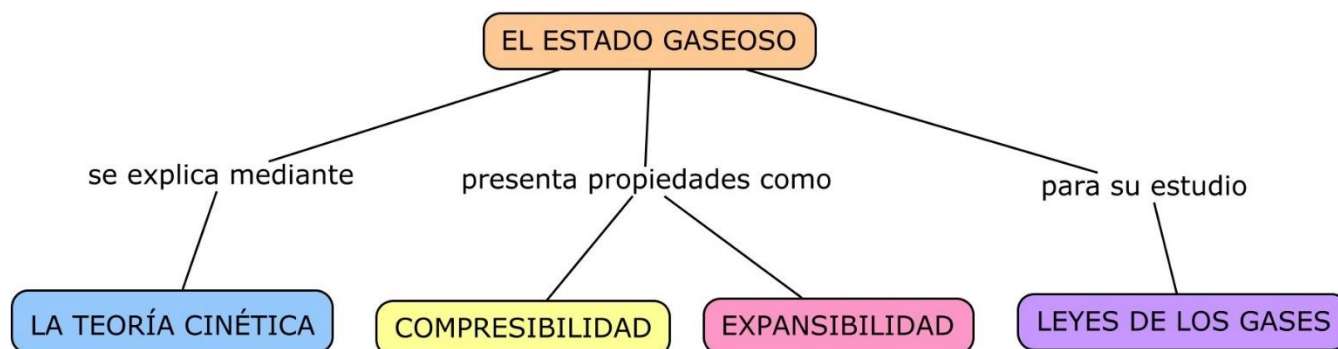 EL ESTADO GASEOSO
se explica mediante
presenta propiedades como
para su estudio
LA TEORÍA CINÉTICA
COMPRESIBILIDAD
EXPANSIBILIDAD
LEYES DE LOS GASES